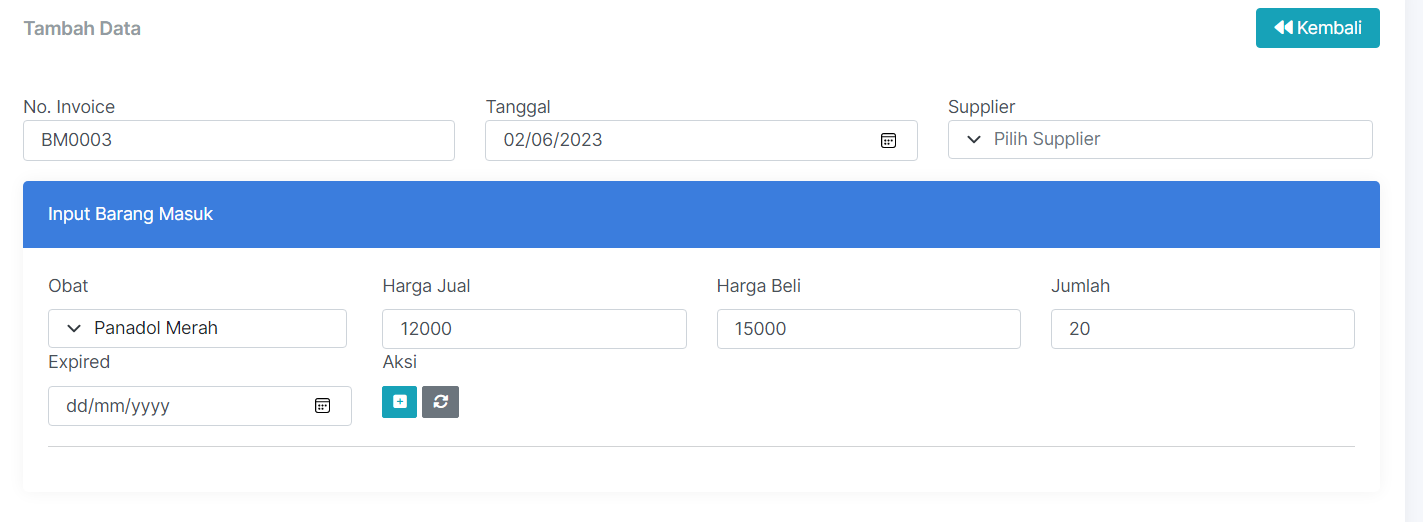 Tambah Data
Kembali
No. Invoice
Tanggal
Supplier
BM0003
02/06/2023
Pilih Supplier
Input Barang Masuk
Obat
Harga Jual
Harga Beli
Jumlah
Panadol Merah
12000
15000
20
Expired
Aksi
dd/mm/yyyy